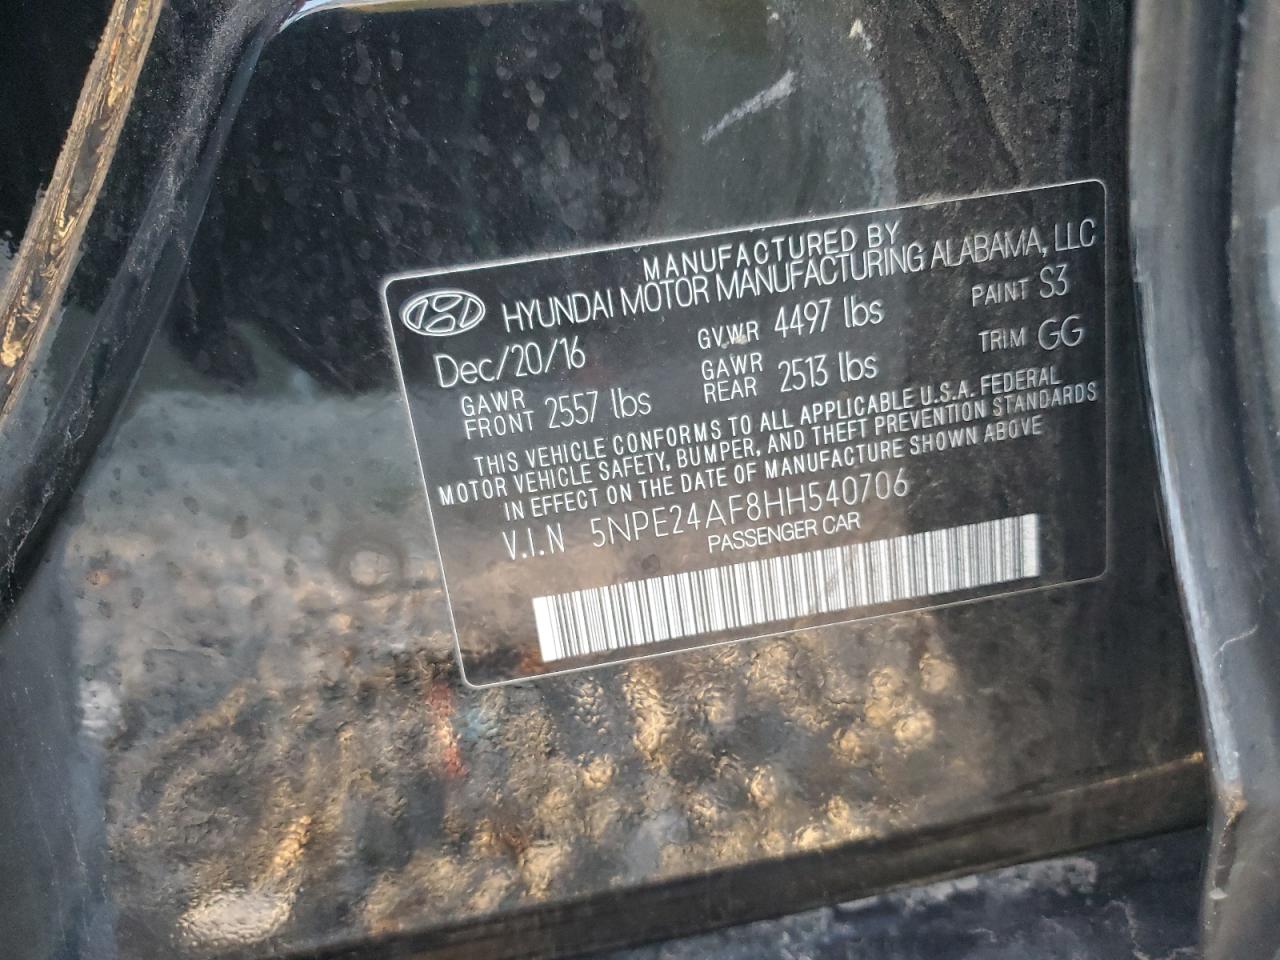 MANUFACTURED BY
HYUNDAI MOTOR MANUFACTURING ALABAMA, LLC
Dec/20/16 GVWR 4497 lbs PAINT S3
GAWR FRONT 2557 lbs GAWR REAR 2513 lbs TRIM GG
THIS VEHICLE CONFORMS TO ALL APPLICABLE U.S.A. FEDERAL
MOTOR VEHICLE SAFETY, BUMPER, AND THEFT PREVENTION STANDARDS
IN EFFECT ON THE DATE OF MANUFACTURE SHOWN ABOVE
V.I.N 5NPE24AF8HH540706
PASSENGER CAR